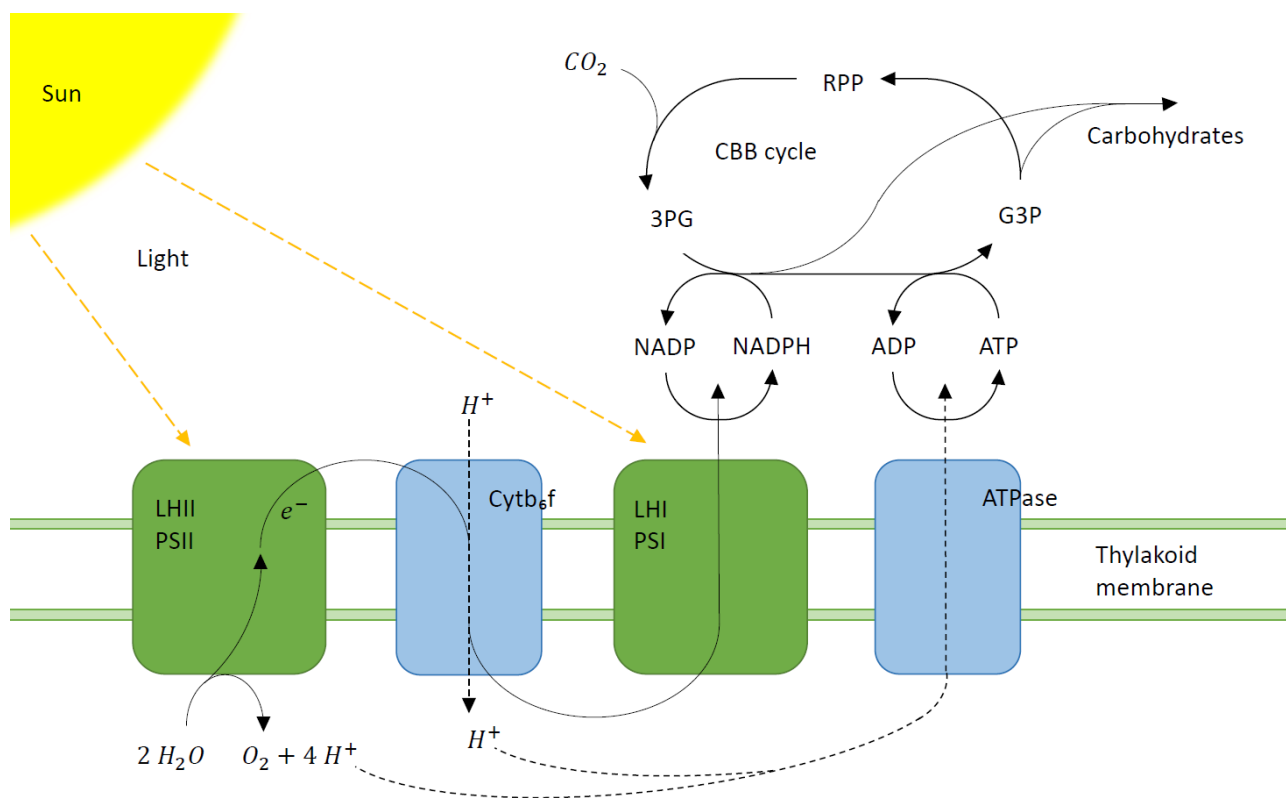 Sun
CO₂
RPP
CBB cycle
Carbohydrates
3PG
G3P
Light
NADP
NADPH
ADP
ATP
H⁺
LHII
PSII
e⁻
Cytb₆f
LHI
PSI
ATPase
Thylakoid
membrane
2 H₂O
O₂ + 4 H⁺
H⁺